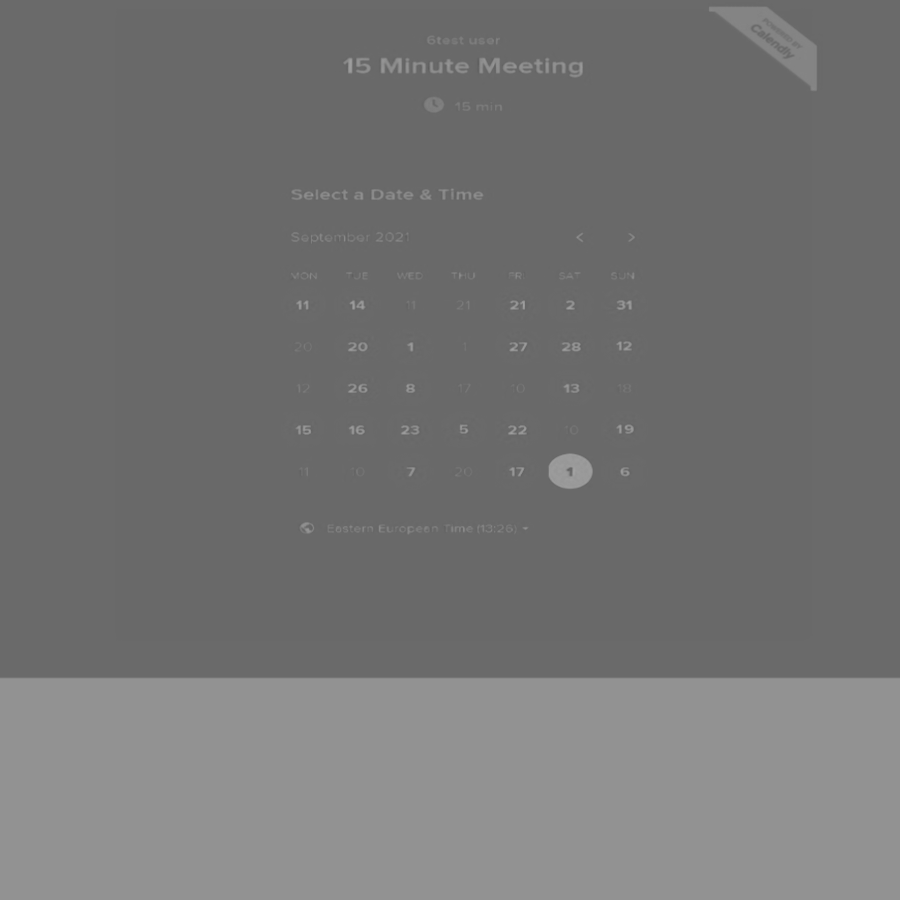 6test user
POWERED BY
Calendly
15 Minute Meeting
15 min
Select a Date & Time
September 2021
< >
MON TUE WED THU FRI SAT SUN
11 14 11 21 21 2 31
20 20 1 27 28 12
12 26 8 17 10 13 18
15 16 23 5 22 10 19
11 10 7 20 17 1 6
Eastern European Time (13:26)